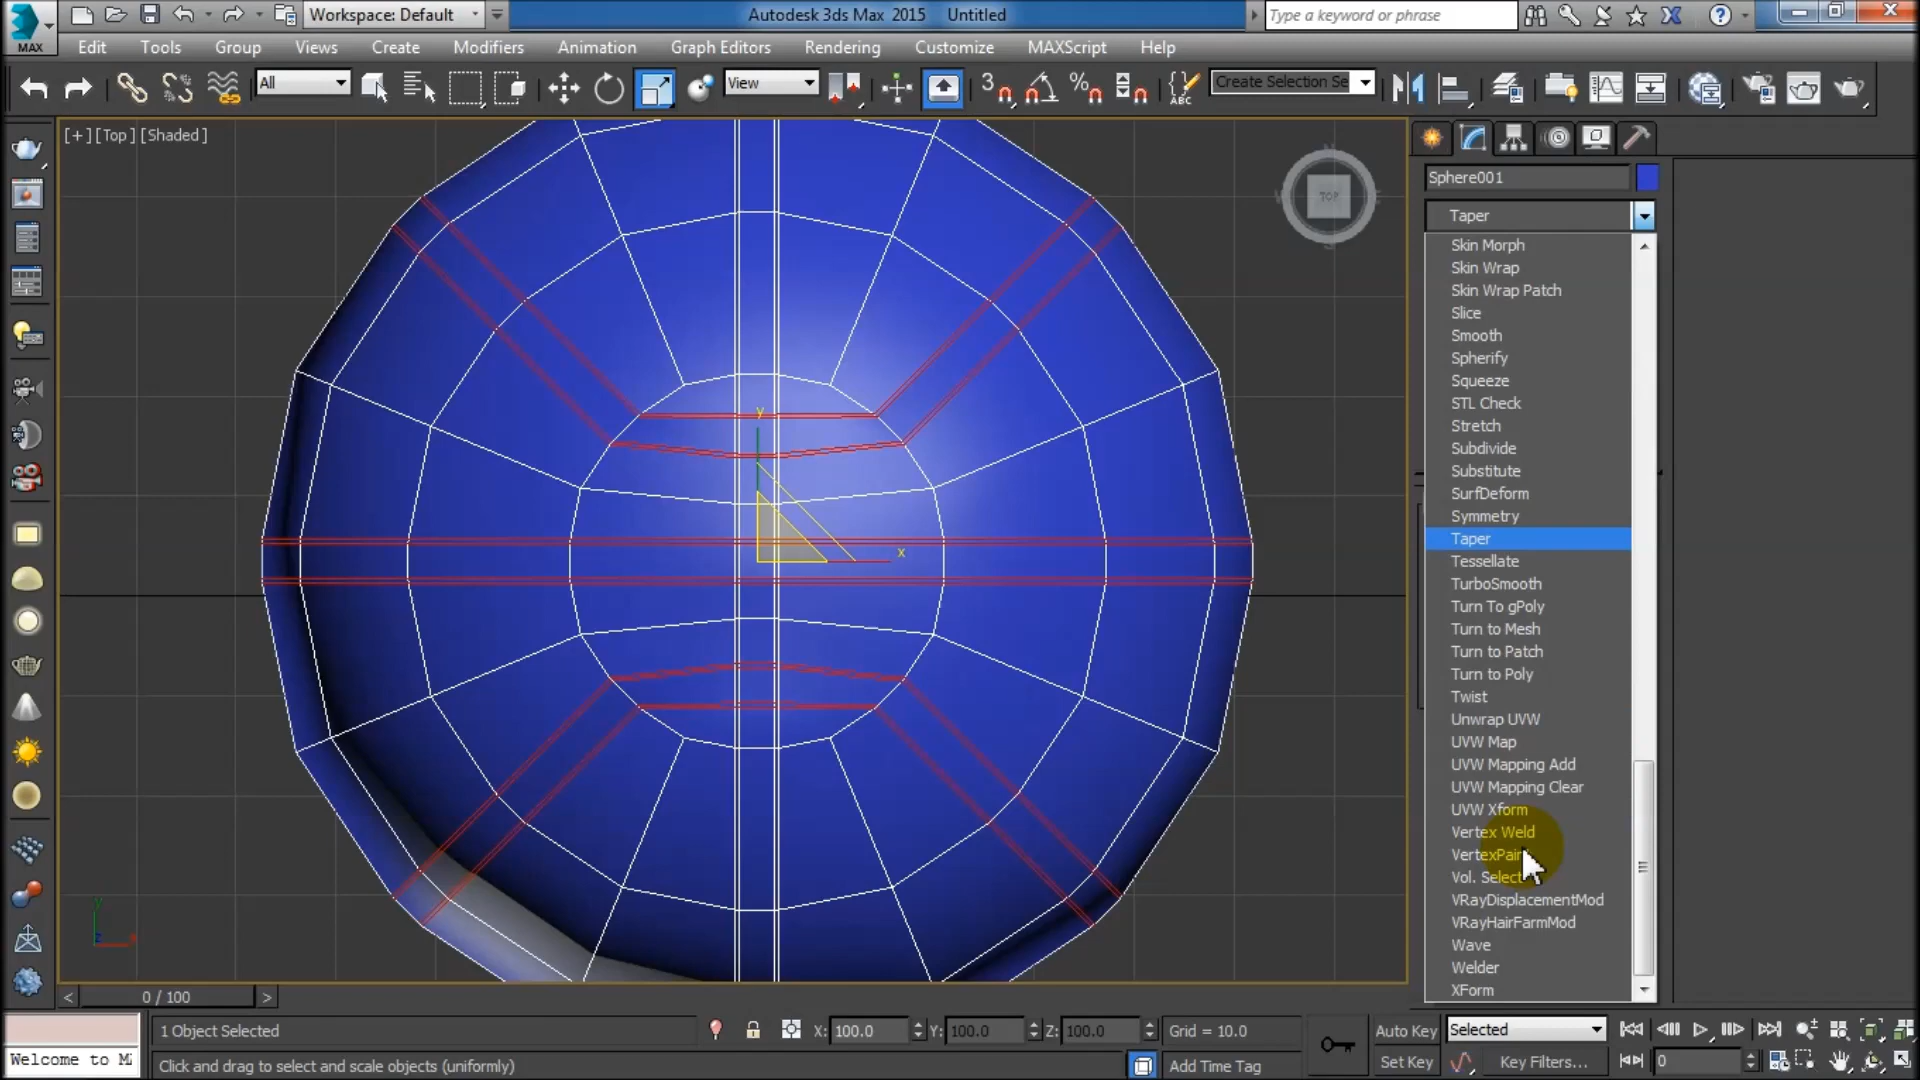 MAX
Workspace: Default
Autodesk 3ds Max 2015 Untitled
Type a keyword or phrase
Edit Tools Group Views Create Modifiers Animation Graph Editors Rendering Customize MAXScript Help
All
View
3
%
ABC
Create Selection Se
[+][Top][Shaded]
TOP
y
x
Sphere001
Taper
Skin Morph
Skin Wrap
Skin Wrap Patch
Slice
Smooth
Spherify
Squeeze
STL Check
Stretch
Subdivide
Substitute
SurfDeform
Symmetry
Taper
Tessellate
TurboSmooth
Turn To gPoly
Turn to Mesh
Turn to Patch
Turn to Poly
Twist
Unwrap UVW
UVW Map
UVW Mapping Add
UVW Mapping Clear
UVW Xform
Vertex Weld
VertexPaint
Vol. Select
VRayDisplacementMod
VRayHairFarmMod
Wave
Welder
XForm
< 0 / 100 >
1 Object Selected
X: 100.0 Y: 100.0 Z: 100.0 Grid = 10.0
Auto Key Selected
Welcome to M
Click and drag to select and scale objects (uniformly)
Add Time Tag
Set Key Key Filters... 0